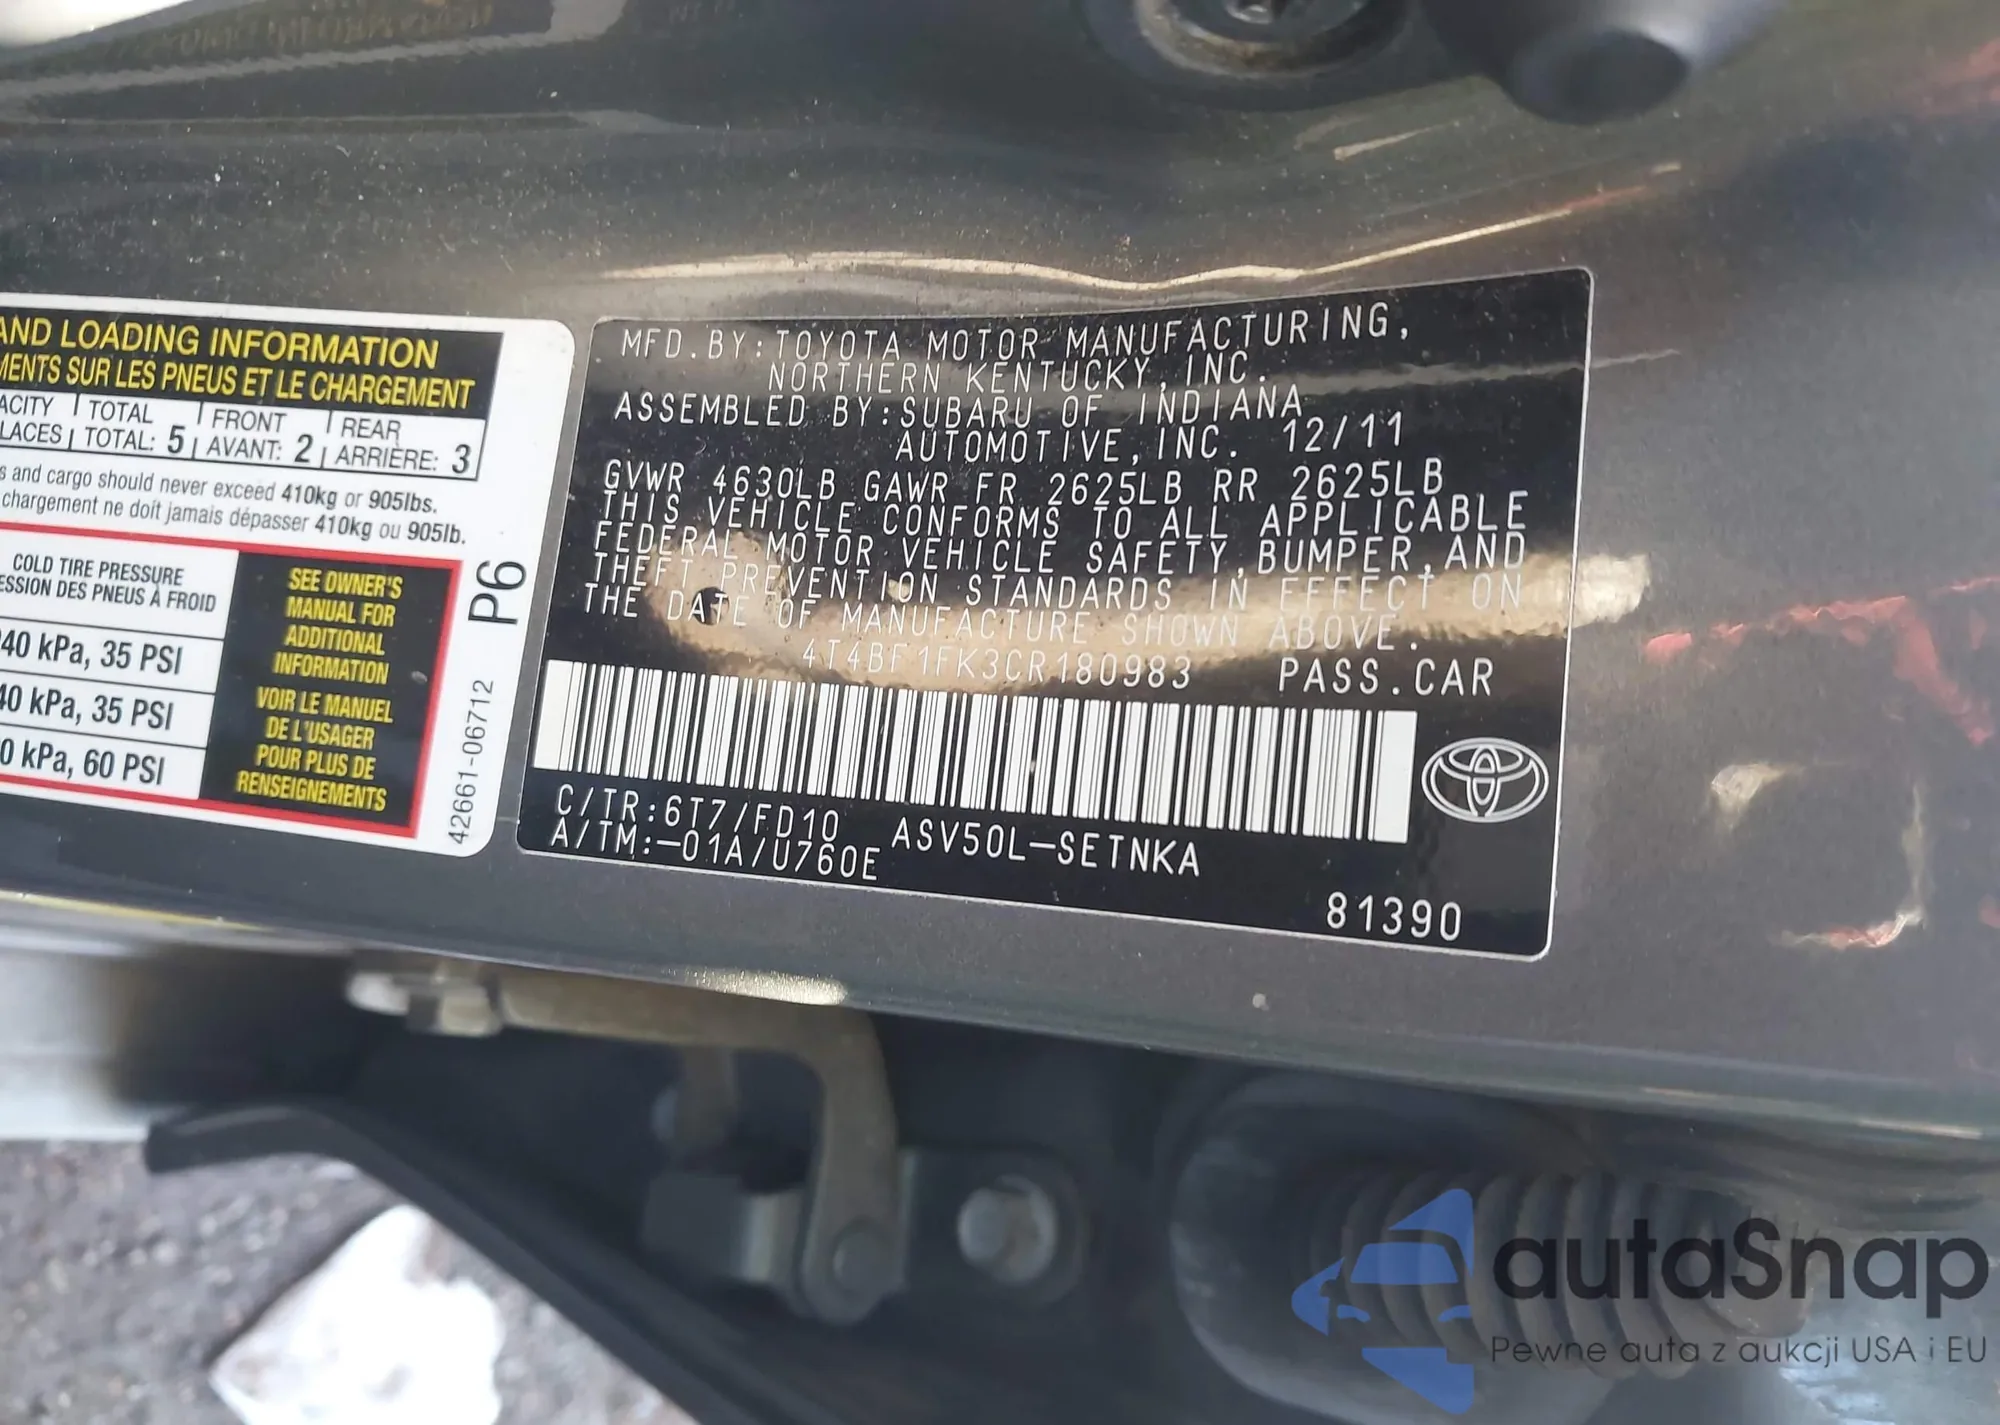 AND LOADING INFORMATION
MENTS SUR LES PNEUS ET LE CHARGEMENT
ACITY TOTAL FRONT REAR
LACES TOTAL: 5 AVANT: 2 ARRIÈRE: 3
s and cargo should never exceed 410kg or 905lbs.
chargement ne doit jamais dépasser 410kg ou 905lb.
COLD TIRE PRESSURE
ESSION DES PNEUS À FROID
40 kPa, 35 PSI
40 kPa, 35 PSI
0 kPa, 60 PSI
SEE OWNER'S
MANUAL FOR
ADDITIONAL
INFORMATION
VOIR LE MANUEL
DE L'USAGER
POUR PLUS DE
RENSEIGNEMENTS
42661-06712 P6
MFD.BY:TOYOTA MOTOR MANUFACTURING,
NORTHERN KENTUCKY,INC.
ASSEMBLED BY:SUBARU OF INDIANA
AUTOMOTIVE,INC. 12/11
GVWR 4630LB GAWR FR 2625LB RR 2625LB
THIS VEHICLE CONFORMS TO ALL APPLICABLE
FEDERAL MOTOR VEHICLE SAFETY,BUMPER,AND
THEFT PREVENTION STANDARDS IN EFFECT ON
THE DATE OF MANUFACTURE SHOWN ABOVE.
4T4BF1FK3CR180983 PASS.CAR
C/TR:6T7/FD10 ASV50L-SETNKA
A/TM:-01A/U760E
81390
autaSnap
Pewne auta z aukcji USA i EU